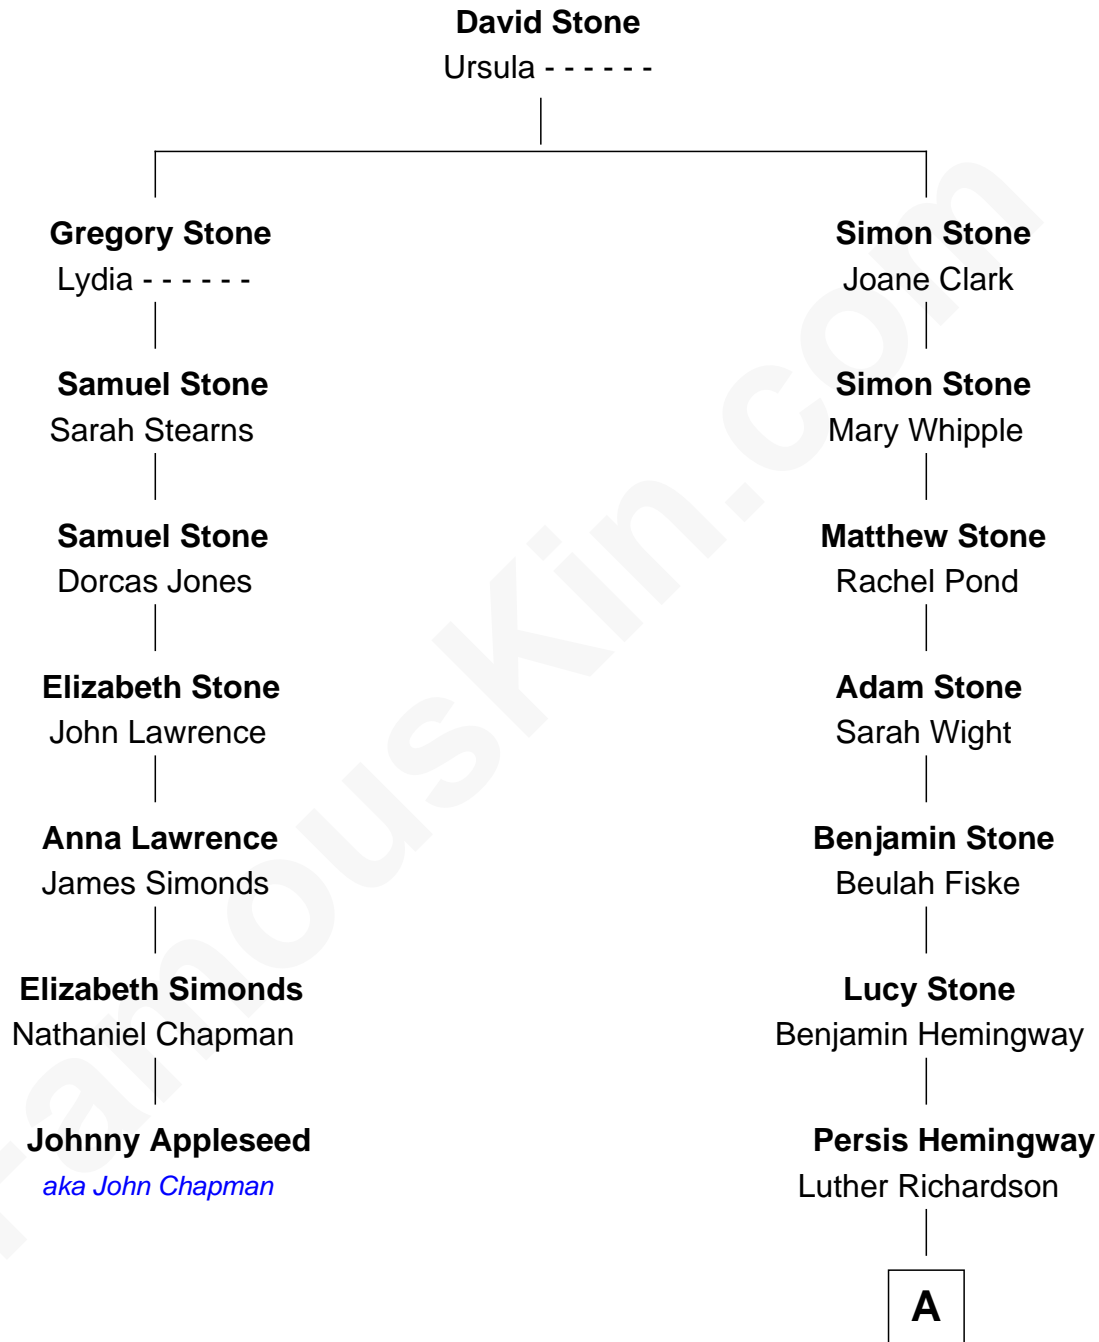 David Stone
Ursula - - - - - -
Gregory Stone
Lydia - - - - - -
Samuel Stone
Sarah Stearns
Samuel Stone
Dorcas Jones
Elizabeth Stone
John Lawrence
Anna Lawrence
James Simonds
Elizabeth Simonds
Nathaniel Chapman
Johnny Appleseed
aka John Chapman
Simon Stone
Joane Clark
Simon Stone
Mary Whipple
Matthew Stone
Rachel Pond
Adam Stone
Sarah Wight
Benjamin Stone
Beulah Fiske
Lucy Stone
Benjamin Hemingway
Persis Hemingway
Luther Richardson
A
FamousKin.com